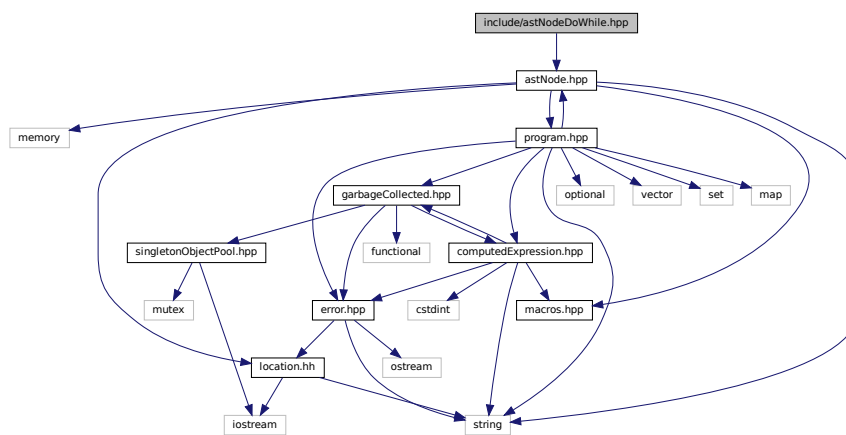 include/astNodeDoWhile.hpp
astNode.hpp
memory
program.hpp
garbageCollected.hpp
optional
vector
set
map
singletonObjectPool.hpp
functional
computedExpression.hpp
mutex
error.hpp
cstdint
macros.hpp
location.hh
ostream
iostream
string